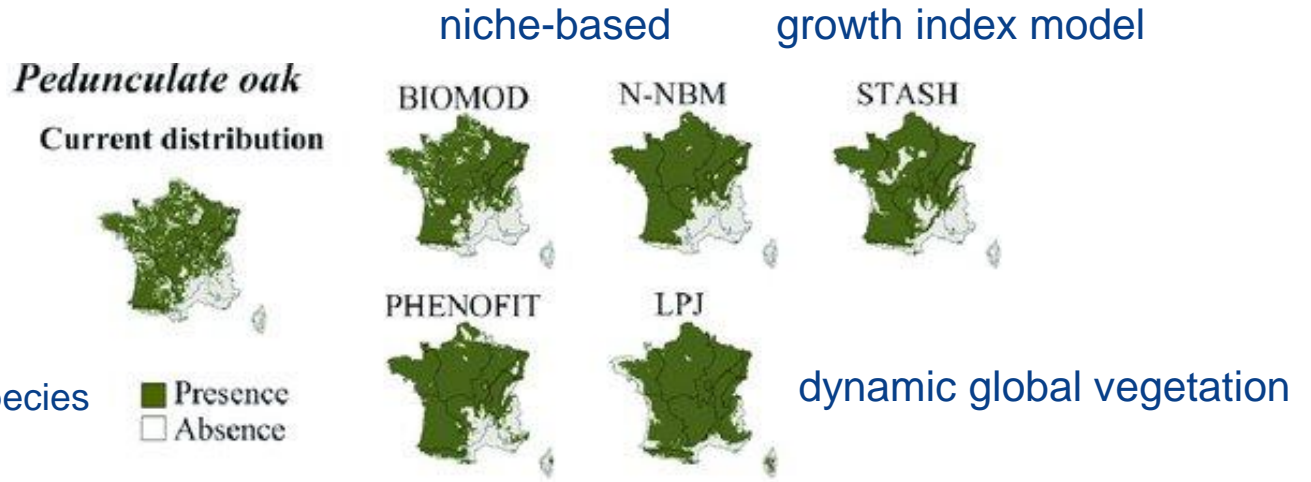 niche-based growth index model
Pedunculate oak
Current distribution
BIOMOD N-NBM STASH
PHENOFIT LPJ
Presence
Absence
dynamic global vegetation